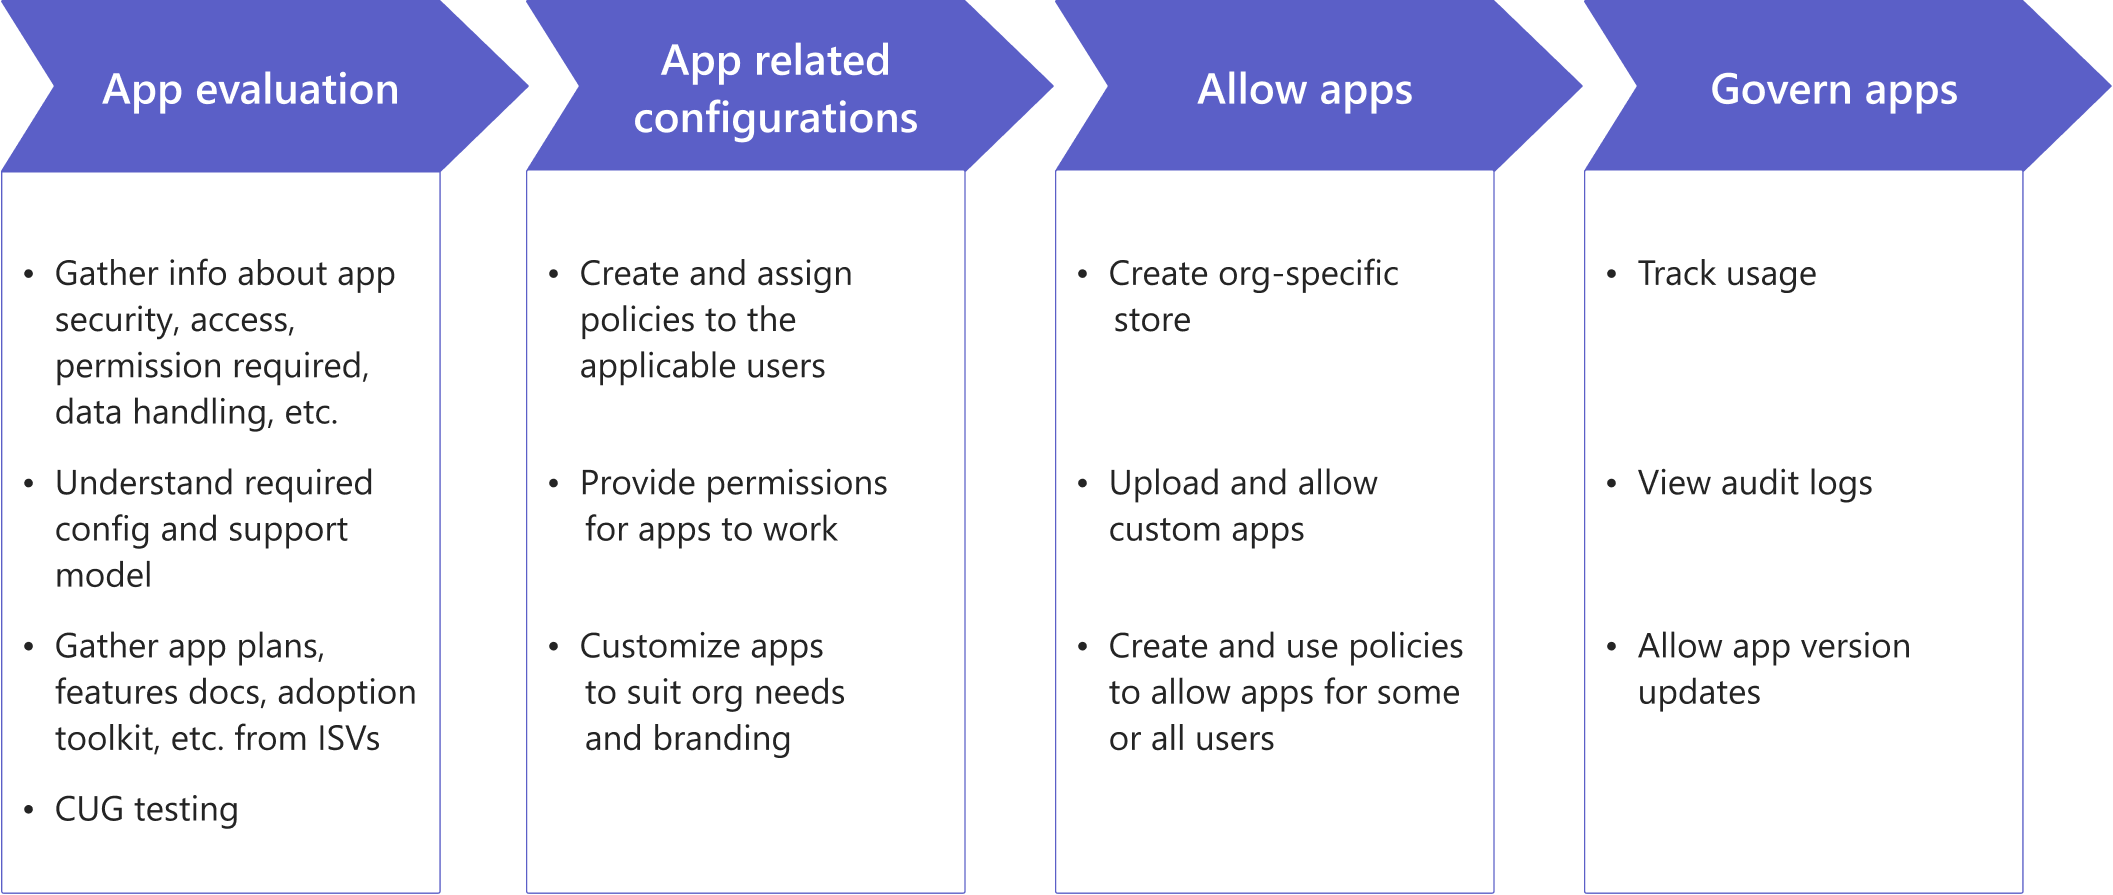 App evaluation
• Gather info about app
security, access,
permission required,
data handling, etc.
• Understand required
config and support
model
• Gather app plans,
features docs, adoption
toolkit, etc. from ISVs
• CUG testing
App related
configurations
• Create and assign
policies to the
applicable users
• Provide permissions
for apps to work
• Customize apps
to suit org needs
and branding
Allow apps
• Create org-specific
store
• Upload and allow
custom apps
• Create and use policies
to allow apps for some
or all users
Govern apps
• Track usage
• View audit logs
• Allow app version
updates